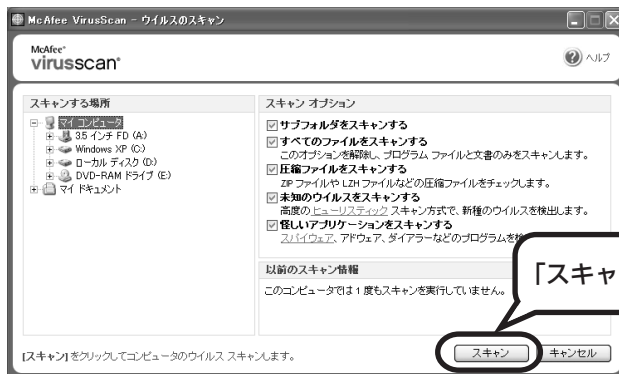 McAfee VirusScan - ウイルスのスキャン
McAfee®
virusscan®
ヘルプ
スキャンする場所
マイ コンピュータ
3.5 インチ FD (A:)
Windows XP (C:)
ローカル ディスク (D:)
DVD-RAM ドライブ (E:)
マイ ドキュメント
スキャン オプション
サブフォルダをスキャンする
すべてのファイルをスキャンする
このオプションを解除し、プログラム ファイルと文書のみをスキャンします。
圧縮ファイルをスキャンする
ZIP ファイルや LZH ファイルなどの圧縮ファイルをチェックします。
未知のウイルスをスキャンする
高度のヒューリスティック スキャン方式で、新種のウイルスを検出します。
怪しいアプリケーションをスキャンする
スパイウェア、アドウェア、ダイアラーなどのプログラムを検
以前のスキャン情報
このコンピュータでは 1 度もスキャンを実行していません。
「スキャ
[スキャン] をクリックしてコンピュータのウイルス スキャンします。
スキャン
キャンセル